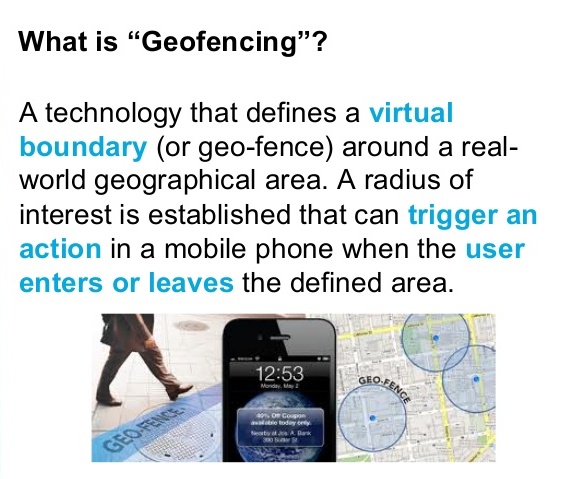 What is “Geofencing”?
A technology that defines a virtual
boundary (or geo-fence) around a real-
world geographical area. A radius of
interest is established that can trigger an
action in a mobile phone when the user
enters or leaves the defined area.
GEOFENCE
12:53
Monday, May 2
40% Off Coupon
available today only.
Nearby at Jos. A. Bank
390 Sutter St
GEO-FENCE